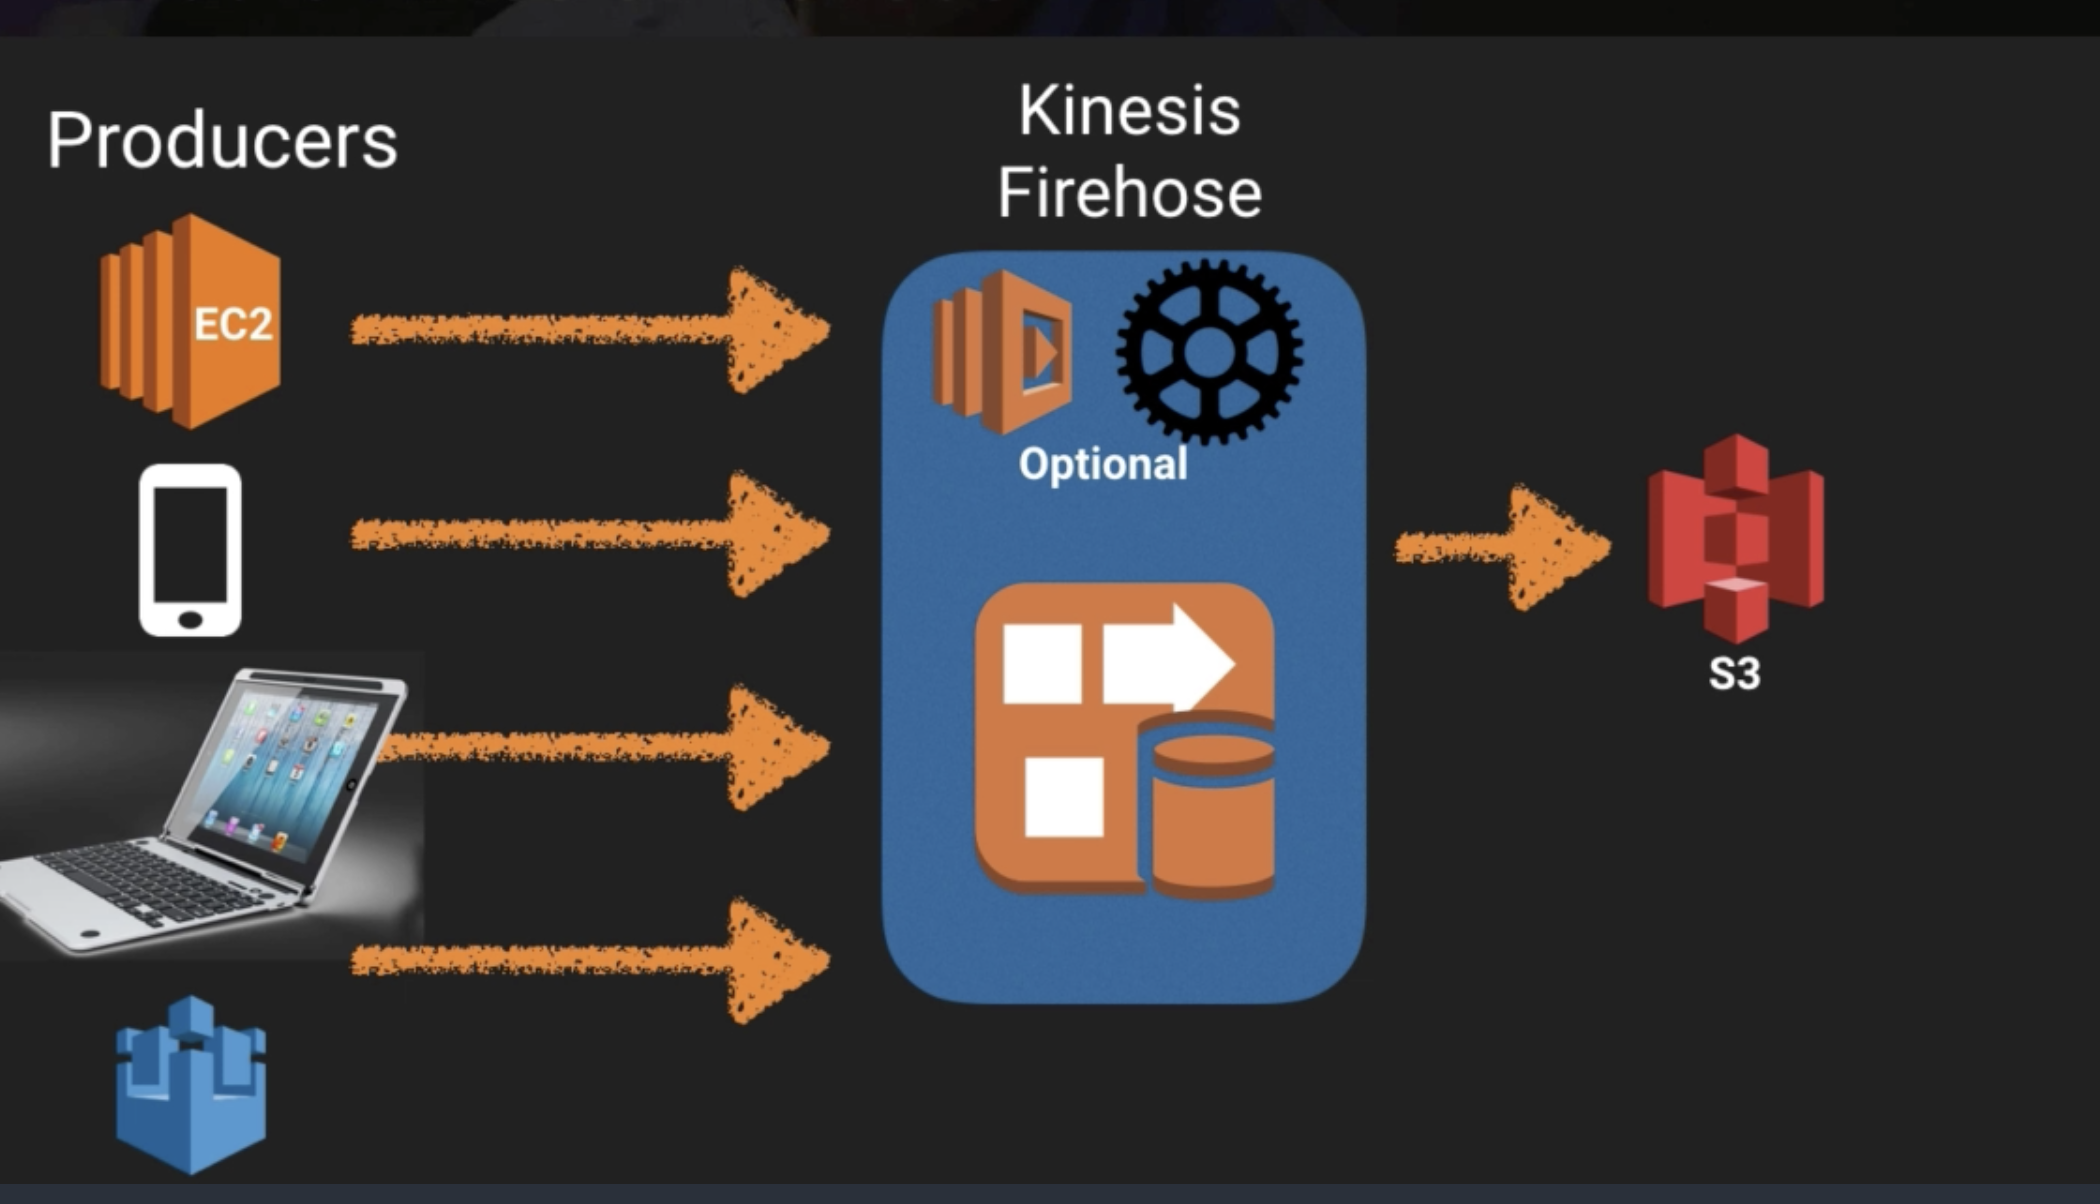 Producers
Kinesis
Firehose
EC2
Optional
S3